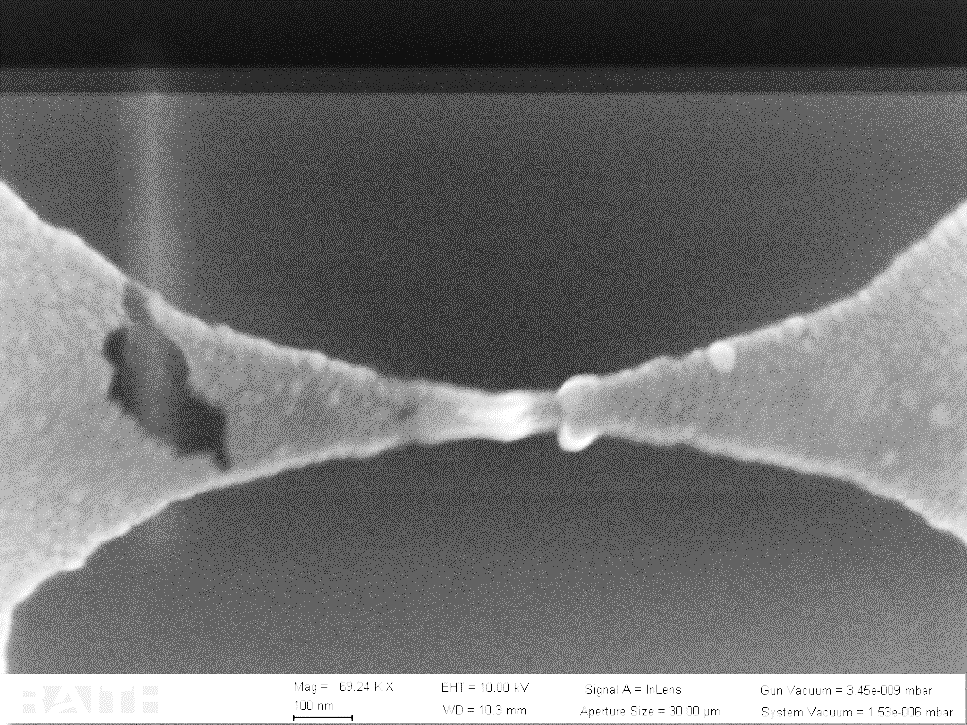 RAITH
Mag = 69.24 K X
100 nm
EHT = 10.00 kV
WD = 10.3 mm
Signal A = InLens
Aperture Size = 30.00 µm
Gun Vacuum = 3.45e-009 mbar
System Vacuum = 1.53e-006 mbar